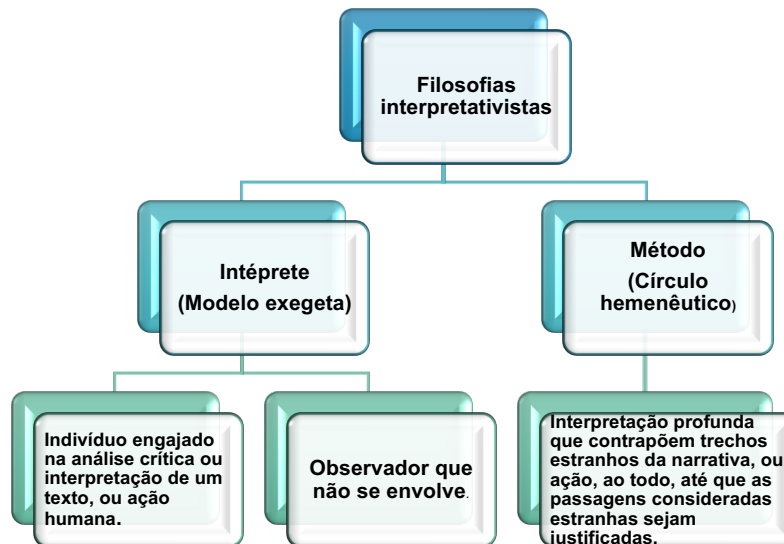 Filosofias
interpretativistas
Intéprete
(Modelo exegeta)
Método
(Círculo
hemenêutico)
Indivíduo engajado
na análise crítica ou
interpretação de um
texto, ou ação
humana.
Observador que
não se envolve.
Interpretação profunda
que contrapõem trechos
estranhos da narrativa, ou
ação, ao todo, até que as
passagens consideradas
estranhas sejam
justificadas.